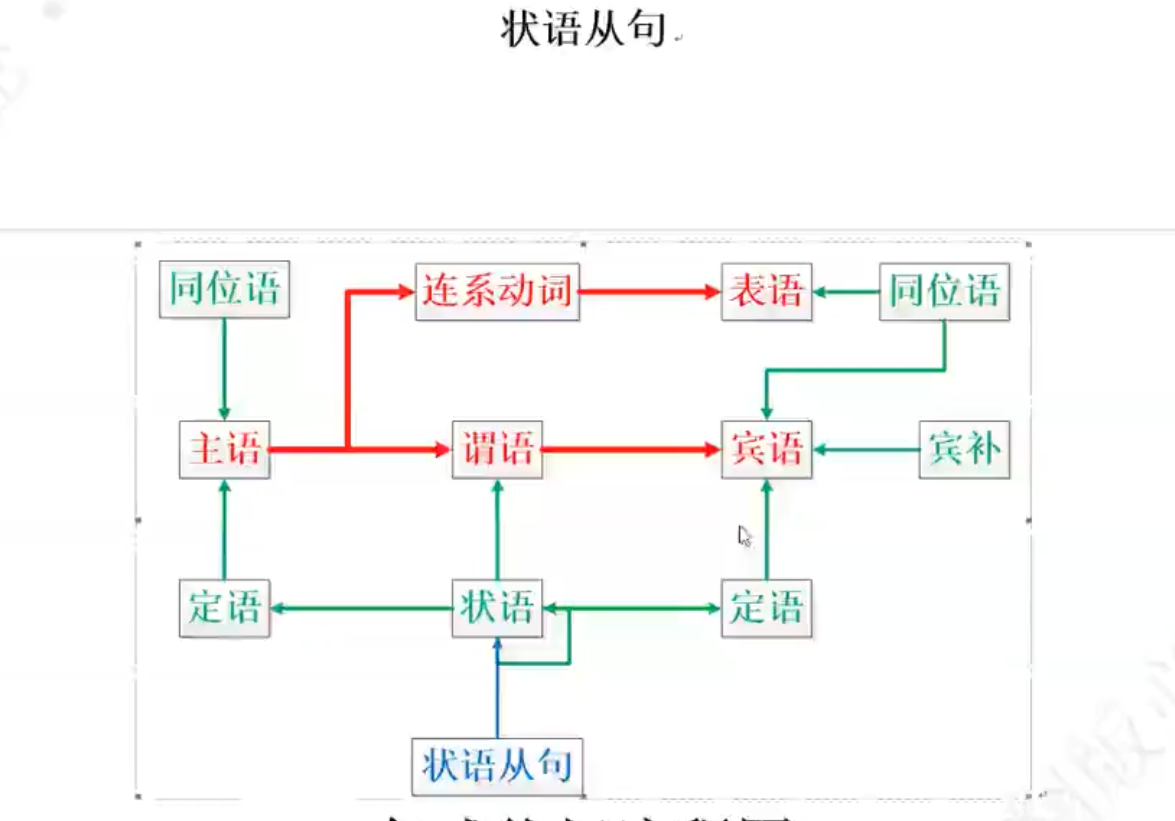 状语从句
同位语 连系动词 表语 同位语
主语 谓语 宾语 宾补
定语 状语 定语
状语从句